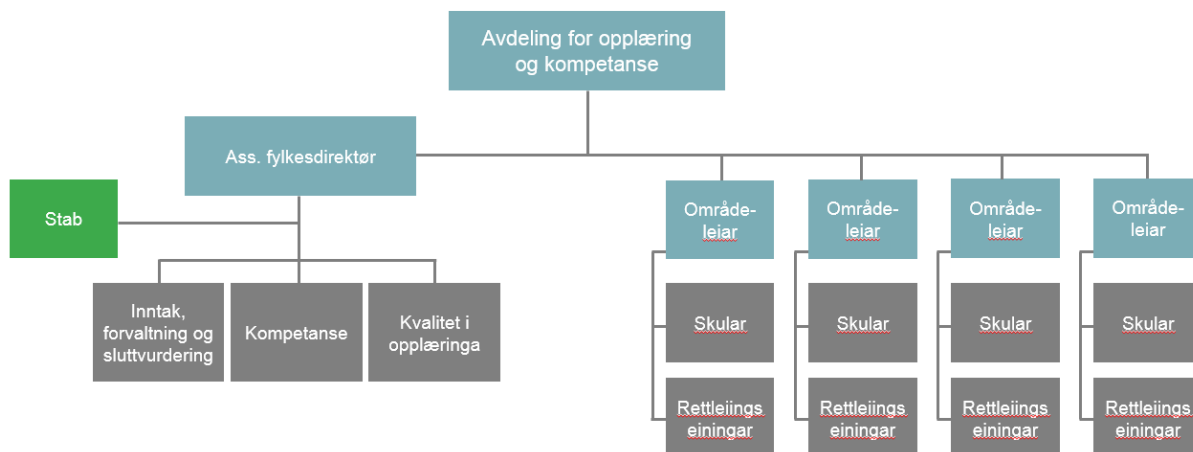 Avdeling for opplæring
og kompetanse
Ass. fylkesdirektør
Stab
Inntak,
forvaltning og
sluttvurdering
Kompetanse
Kvalitet i
opplæringa
Område-
leiar
Skular
Rettleiings
einingar
Område-
leiar
Skular
Rettleiings
einingar
Område-
leiar
Skular
Rettleiings
einingar
Område-
leiar
Skular
Rettleiings
einingar